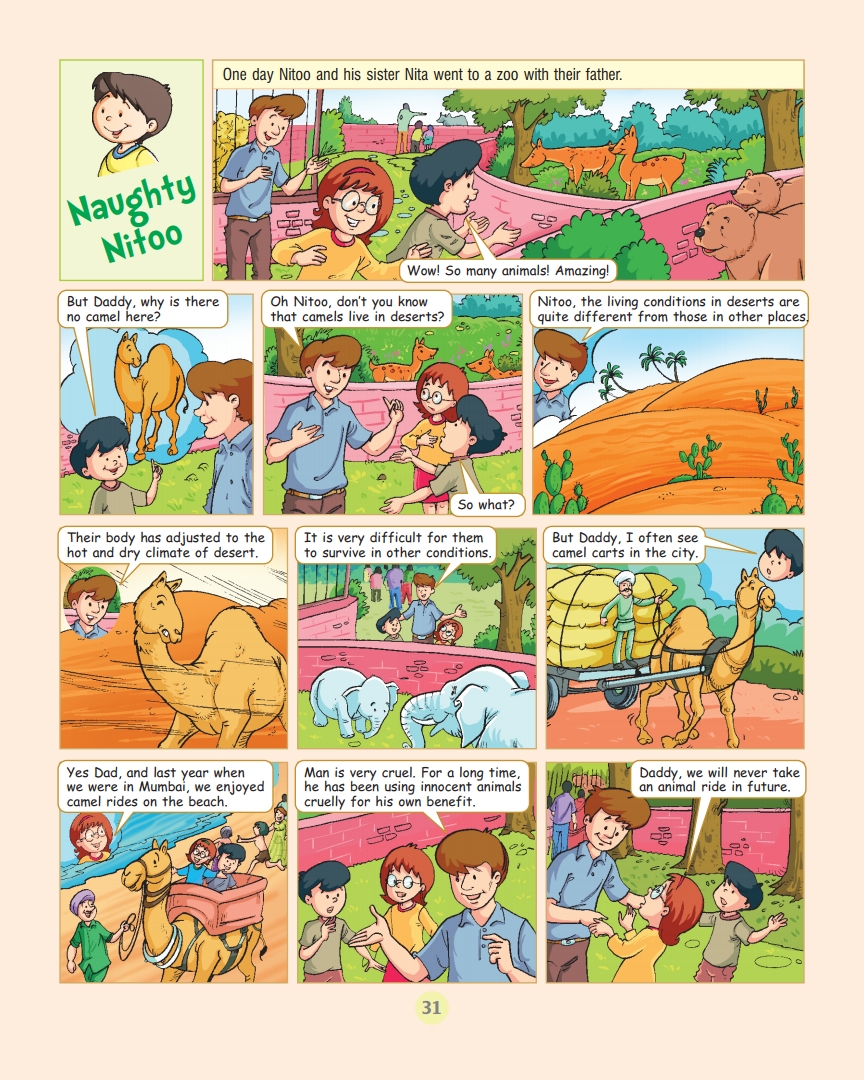 Naughty
Nitoo
One day Nitoo and his sister Nita went to a zoo with their father.
Wow! So many animals! Amazing!
But Daddy, why is there
no camel here?
Oh Nitoo, don't you know
that camels live in deserts?
So what?
Nitoo, the living conditions in deserts are
quite different from those in other places.
Their body has adjusted to the
hot and dry climate of desert.
It is very difficult for them
to survive in other conditions.
But Daddy, I often see
camel carts in the city.
Yes Dad, and last year when
we were in Mumbai, we enjoyed
camel rides on the beach.
Man is very cruel. For a long time,
he has been using innocent animals
cruelly for his own benefit.
Daddy, we will never take
an animal ride in future.
31